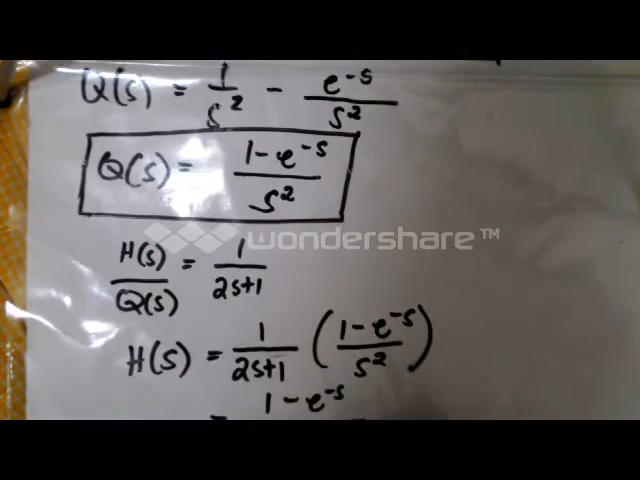 Q(s) = 1/s² - e^-s/s²
Q(s) = (1 - e^-s)/s²
wondershare™
H(s)/Q(s) = 1/(2s+1)
H(s) = 1/(2s+1) ((1 - e^-s)/s²)
= 1 - e^-s